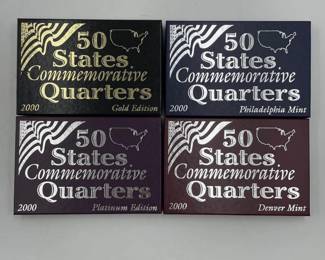 50
States
Commemorative
Quarters
2000 Gold Edition
50
States
Commemorative
Quarters
2000 Philadelphia Mint
50
States
Commemorative
Quarters
2000 Platinum Edition
50
States
Commemorative
Quarters
2000 Denver Mint